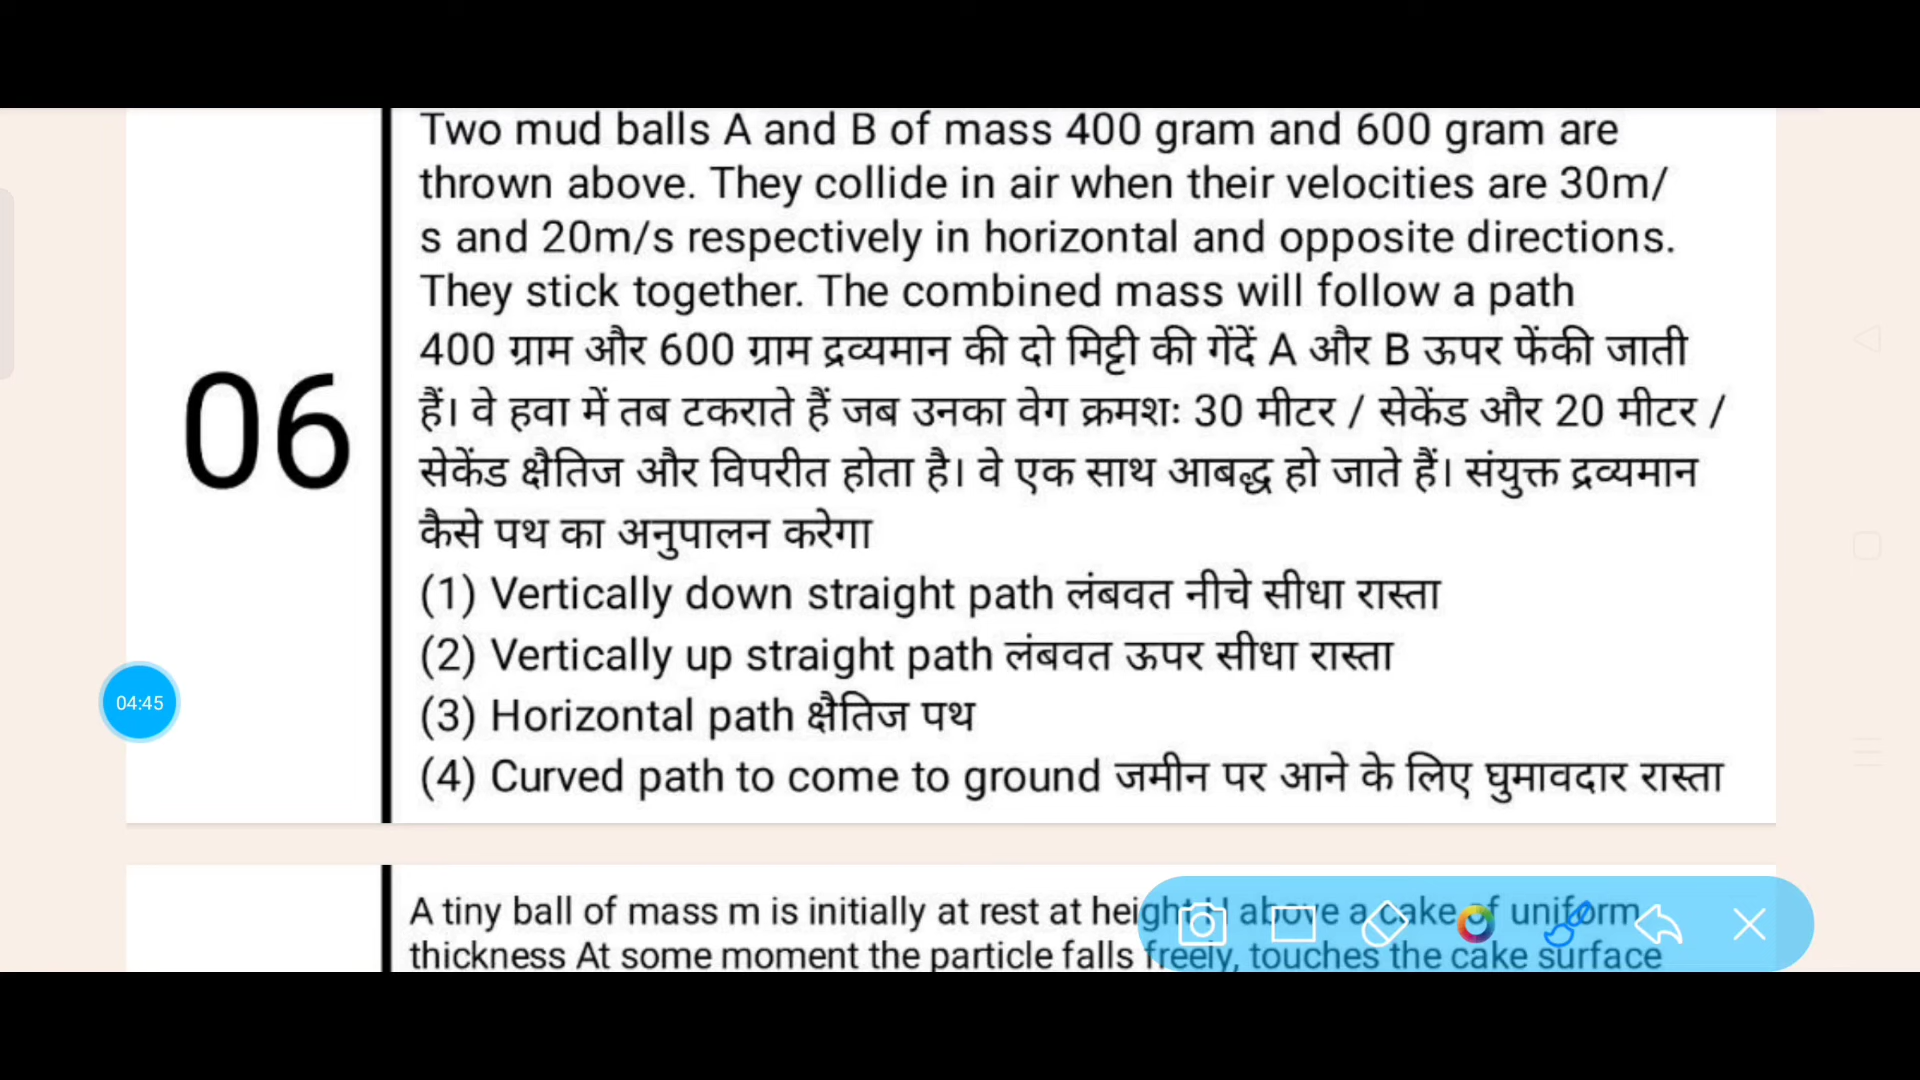 Two mud balls A and B of mass 400 gram and 600 gram are
thrown above. They collide in air when their velocities are 30m/
s and 20m/s respectively in horizontal and opposite directions.
They stick together. The combined mass will follow a path
400 ग्राम और 600 ग्राम द्रव्यमान की दो मिट्टी की गेंदें A और B ऊपर फेंकी जाती
हैं। वे हवा में तब टकराते हैं जब उनका वेग क्रमशः 30 मीटर / सेकेंड और 20 मीटर /
सेकेंड क्षैतिज और विपरीत होता है। वे एक साथ आबद्ध हो जाते हैं। संयुक्त द्रव्यमान
कैसे पथ का अनुपालन करेगा
06
(1) Vertically down straight path लंबवत नीचे सीधा रास्ता
(2) Vertically up straight path लंबवत ऊपर सीधा रास्ता
(3) Horizontal path क्षैतिज पथ
(4) Curved path to come to ground जमीन पर आने के लिए घुमावदार रास्ता
04:45
A tiny ball of mass m is initially at rest at height H above a cake of uniform
thickness At some moment the particle falls freely, touches the cake surface